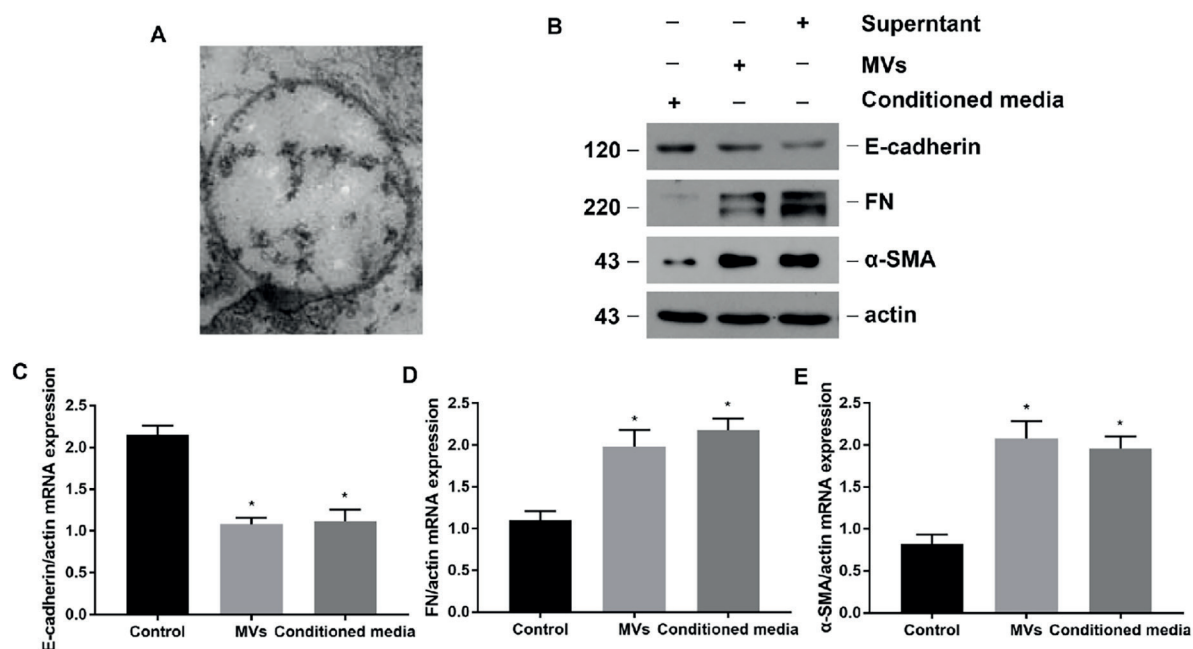 A
B
− − + Superntant
− + − MVs
+ − − Conditioned media
120 − − E-cadherin
220 − − FN
43 − − α-SMA
43 − − actin
C
E-cadherin/actin mRNA expression
2.5
2.0
1.5
1.0
0.5
0.0
* *
Control MVs Conditioned media
D
FN/actin mRNA expression
2.5
2.0
1.5
1.0
0.5
0.0
* *
Control MVs Conditioned media
E
α-SMA/actin mRNA expression
2.5
2.0
1.5
1.0
0.5
0.0
* *
Control MVs Conditioned media